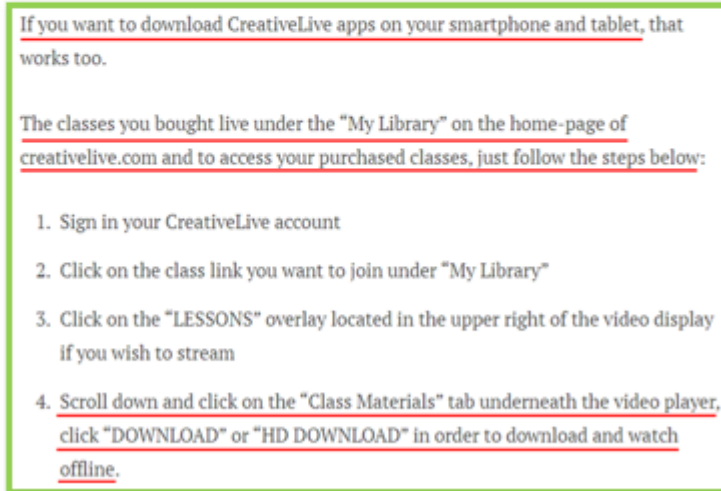 If you want to download CreativeLive apps on your smartphone and tablet, that
works too.
The classes you bought live under the “My Library” on the home-page of
creativelive.com and to access your purchased classes, just follow the steps below:
1. Sign in your CreativeLive account
2. Click on the class link you want to join under “My Library”
3. Click on the “LESSONS” overlay located in the upper right of the video display
if you wish to stream
4. Scroll down and click on the “Class Materials” tab underneath the video player,
click “DOWNLOAD” or “HD DOWNLOAD” in order to download and watch
offline.